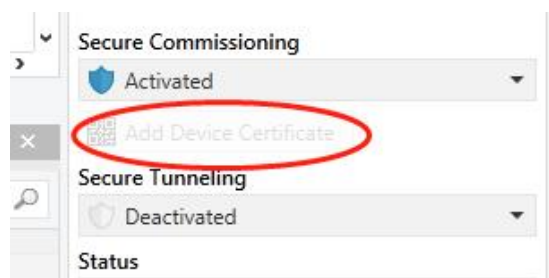 Secure Commissioning
Activated
Add Device Certificate
Secure Tunneling
Deactivated
Status